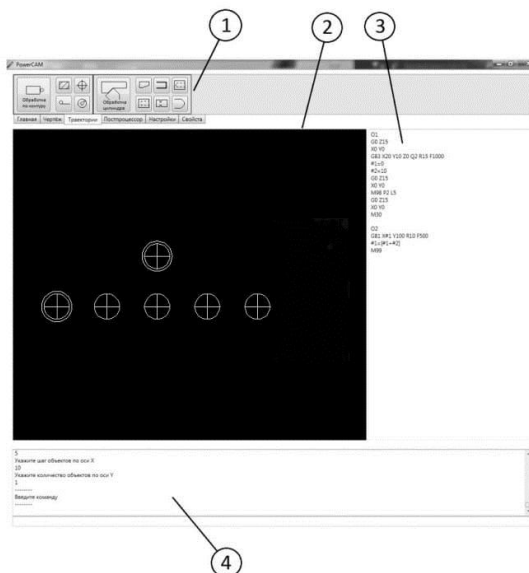 1
2
3
PowerCAM
Обработка по контуру
Обработка цилиндра
Главная Чертёж Траектории Постпроцессор Настройки Свойста
O1
G0 Z15
X0 Y0
G83 X20 Y10 Z0 Q2 R15 F1000
#1=0
#2=10
G0 Z15
X0 Y0
M98 P2 L5
G0 Z15
X0 Y0
M30
O2
G81 X#1 Y100 R10 F500
#1=[#1+#2]
M99
5
Укажите шаг объектов по оси X
10
Укажите количество объектов по оси Y
1
---------
Введите команду
---------
4